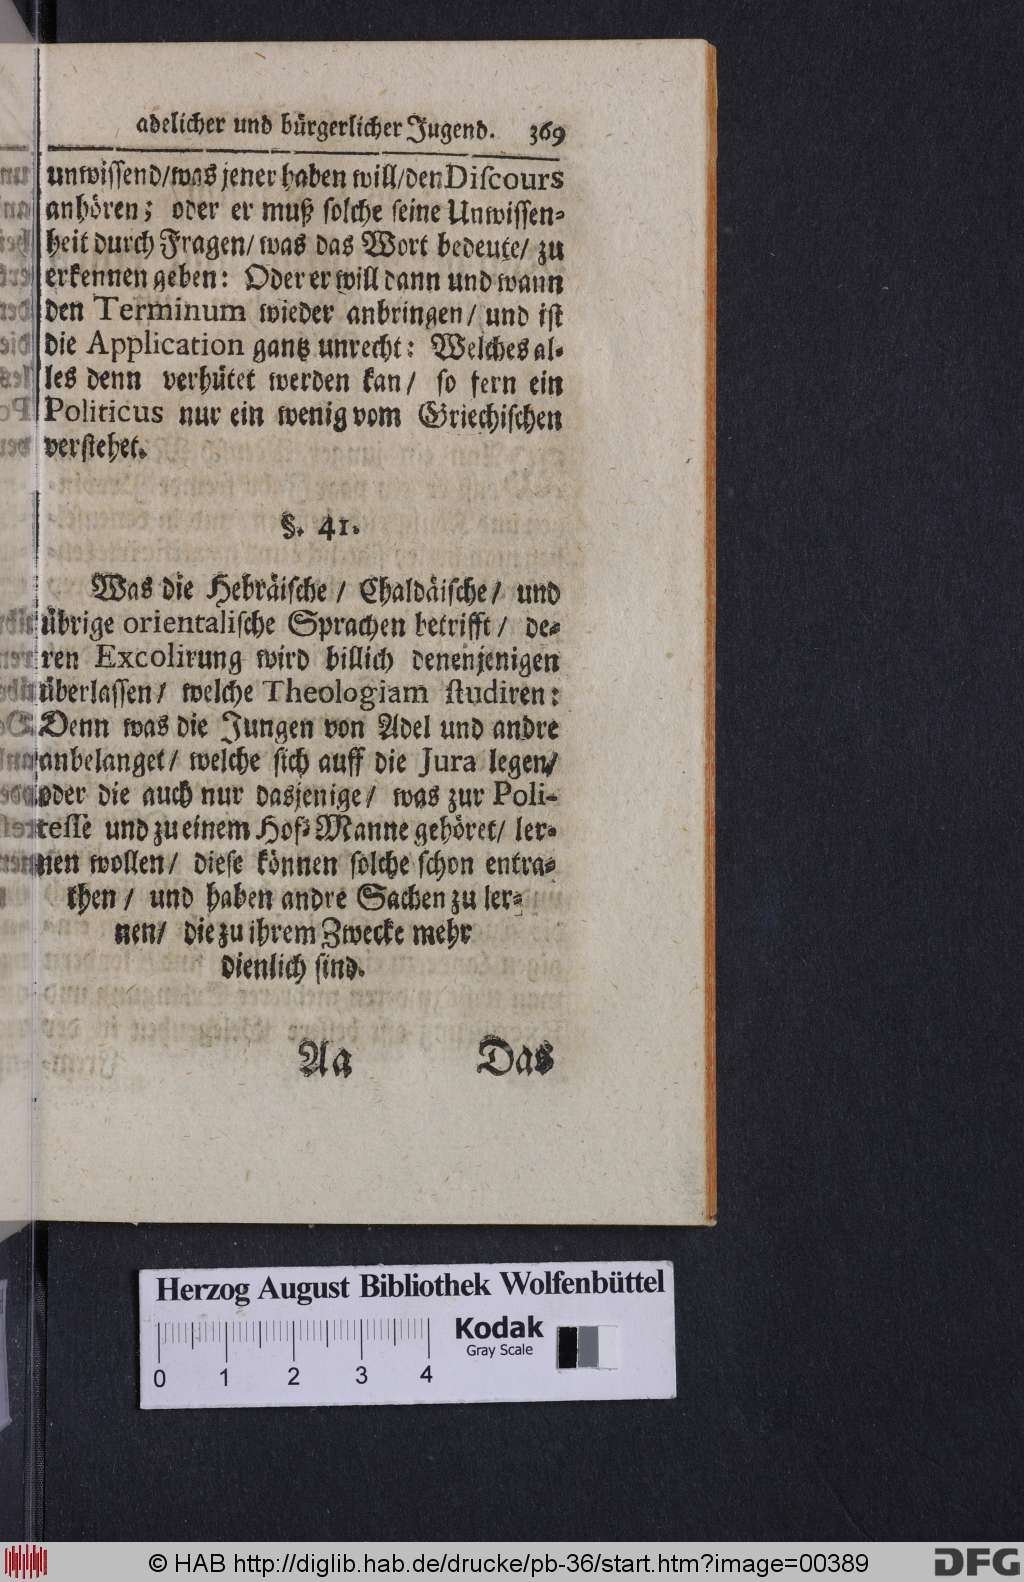 adelicher und bürgerlicher Jugend. 369
unwissend/was jener haben will/den Discours
anhören; oder er muß solche seine Unwissen-
heit durch Fragen/ was das Wort bedeute/ zu
erkennen geben: Oder er will dann und wann
den Terminum wieder anbringen/ und ist
die Application gantz unrecht: Welches al-
les denn verhütet werden kan/ so fern ein
Politicus nur ein wenig vom Griechischen
verstehet.
§. 41.
Was die Hebräische/ Chaldäische/ und
übrige orientalische Sprachen betrifft/ de-
ren Excolirung wird billich denenjenigen
überlassen/ welche Theologiam studiren:
Denn was die Jungen von Adel und andre
anbelanget/ welche sich auff die Jura legen/
oder die auch nur dasjenige/ was zur Poli-
tesse und zu einem Hof-Manne gehöret/ ler-
nen wollen/ diese können solche schon entra-
then/ und haben andre Sachen zu ler-
nen/ die zu ihrem Zwecke mehr
dienlich sind.
Aa Das
Herzog August Bibliothek Wolfenbüttel
Kodak
Gray Scale
0 1 2 3 4
© HAB http://diglib.hab.de/drucke/pb-36/start.htm?image=00389
DFG